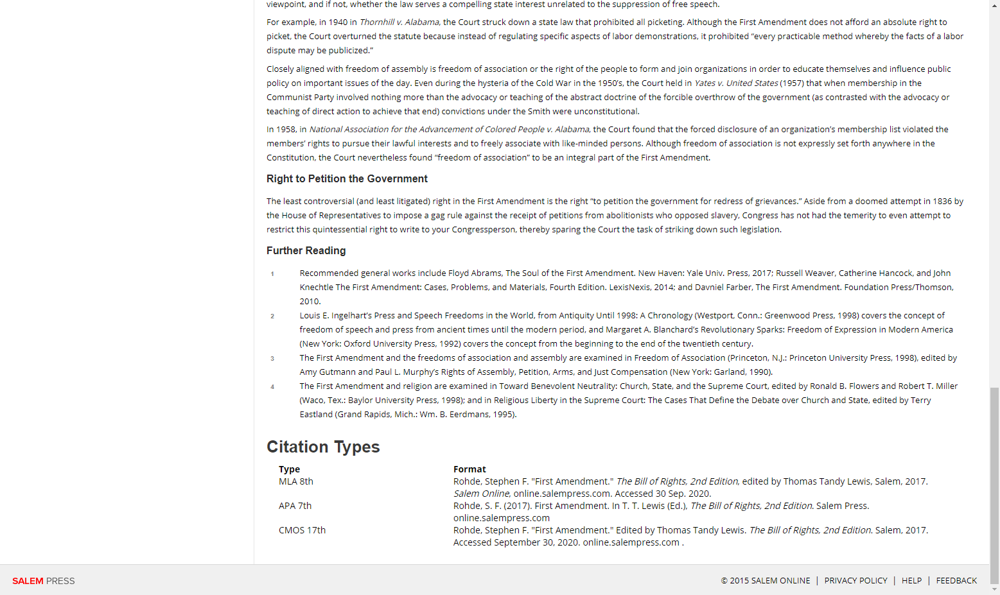 viewpoint, and if not, whether the law serves a compelling state interest unrelated to the suppression of free speech.
For example, in 1940 in Thornhill v. Alabama, the Court struck down a state law that prohibited all picketing. Although the First Amendment does not afford an absolute right to
picket, the Court overturned the statute because instead of regulating specific aspects of labor demonstrations, it prohibited “every practicable method whereby the facts of a labor
dispute may be publicized.”
Closely aligned with freedom of assembly is freedom of association or the right of the people to form and join organizations in order to educate themselves and influence public
policy on important issues of the day. Even during the hysteria of the Cold War in the 1950’s, the Court held in Yates v. United States (1957) that when membership in the
Communist Party involved nothing more than the advocacy or teaching of the abstract doctrine of the forcible overthrow of the government (as contrasted with the advocacy or
teaching of direct action to achieve that end) convictions under the Smith were unconstitutional.
In 1958, in National Association for the Advancement of Colored People v. Alabama, the Court found that the forced disclosure of an organization’s membership list violated the
members’ rights to pursue their lawful interests and to freely associate with like-minded persons. Although freedom of association is not expressly set forth anywhere in the
Constitution, the Court nevertheless found “freedom of association” to be an integral part of the First Amendment.
Right to Petition the Government
The least controversial (and least litigated) right in the First Amendment is the right “to petition the government for redress of grievances.” Aside from a doomed attempt in 1836 by
the House of Representatives to impose a gag rule against the receipt of petitions from abolitionists who opposed slavery, Congress has not had the temerity to even attempt to
restrict this quintessential right to write to your Congressperson, thereby sparing the Court the task of striking down such legislation.
Further Reading
1 Recommended general works include Floyd Abrams, The Soul of the First Amendment. New Haven: Yale Univ. Press, 2017; Russell Weaver, Catherine Hancock, and John
Knechtle The First Amendment: Cases, Problems, and Materials, Fourth Edition. LexisNexis, 2014; and Davniel Farber, The First Amendment. Foundation Press/Thomson,
2010.
2 Louis E. Ingelhart’s Press and Speech Freedoms in the World, from Antiquity Until 1998: A Chronology (Westport, Conn.: Greenwood Press, 1998) covers the concept of
freedom of speech and press from ancient times until the modern period, and Margaret A. Blanchard’s Revolutionary Sparks: Freedom of Expression in Modern America
(New York: Oxford University Press, 1992) covers the concept from the beginning to the end of the twentieth century.
3 The First Amendment and the freedoms of association and assembly are examined in Freedom of Association (Princeton, N.J.: Princeton University Press, 1998), edited by
Amy Gutmann and Paul L. Murphy’s Rights of Assembly, Petition, Arms, and Just Compensation (New York: Garland, 1990).
4 The First Amendment and religion are examined in Toward Benevolent Neutrality: Church, State, and the Supreme Court, edited by Ronald B. Flowers and Robert T. Miller
(Waco, Tex.: Baylor University Press, 1998); and in Religious Liberty in the Supreme Court: The Cases That Define the Debate over Church and State, edited by Terry
Eastland (Grand Rapids, Mich.: Wm. B. Eerdmans, 1995).
Citation Types
Type Format
MLA 8th Rohde, Stephen F. "First Amendment." The Bill of Rights, 2nd Edition, edited by Thomas Tandy Lewis, Salem, 2017.
Salem Online, online.salempress.com. Accessed 30 Sep. 2020.
APA 7th Rohde, S. F. (2017). First Amendment. In T. T. Lewis (Ed.), The Bill of Rights, 2nd Edition. Salem Press.
online.salempress.com
CMOS 17th Rohde, Stephen F. "First Amendment." Edited by Thomas Tandy Lewis. The Bill of Rights, 2nd Edition. Salem, 2017.
Accessed September 30, 2020. online.salempress.com .
SALEM PRESS © 2015 SALEM ONLINE | PRIVACY POLICY | HELP | FEEDBACK